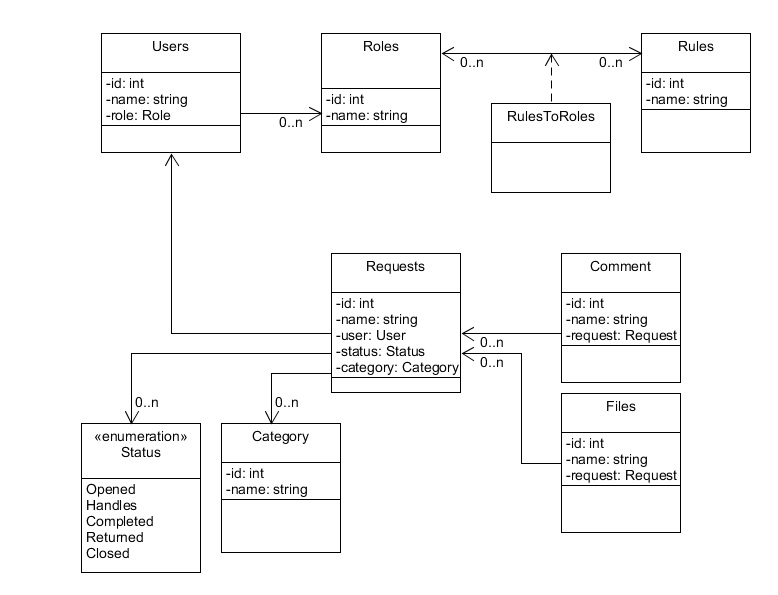 Users
-id: int
-name: string
-role: Role
0..n
Roles
-id: int
-name: string
0..n
0..n
RulesToRoles
Rules
-id: int
-name: string
Requests
-id: int
-name: string
-user: User
-status: Status
-category: Category
Comment
-id: int
-name: string
-request: Request
0..n
0..n
Files
-id: int
-name: string
-request: Request
0..n
«enumeration»
Status
Opened
Handles
Completed
Returned
Closed
0..n
Category
-id: int
-name: string